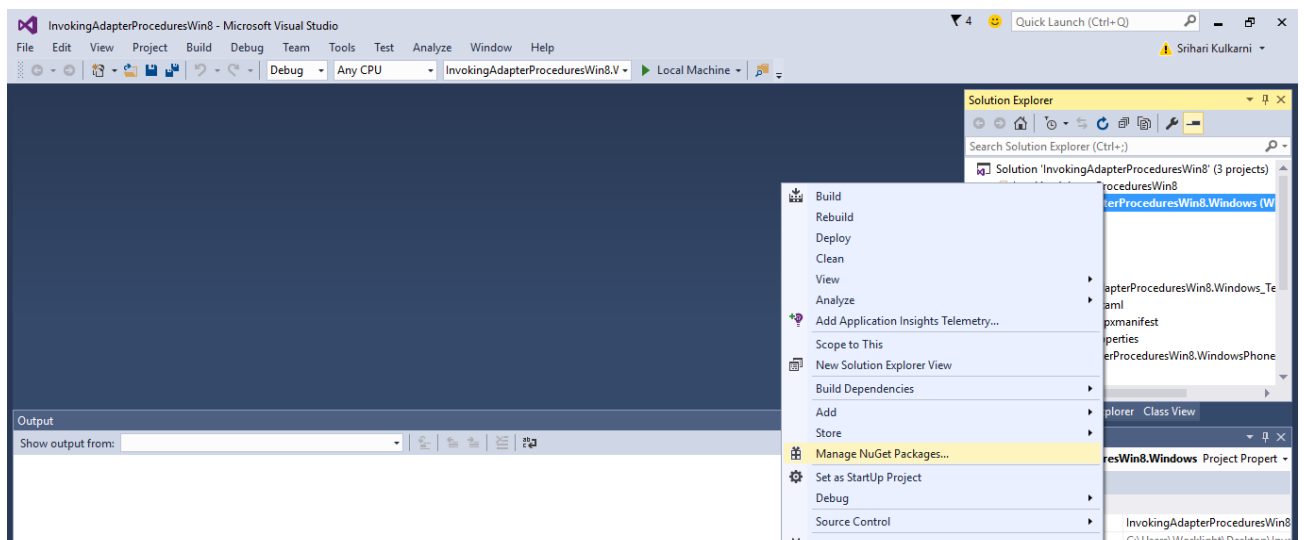 InvokingAdapterProceduresWin8 - Microsoft Visual Studio
4
Quick Launch (Ctrl+Q)
File Edit View Project Build Debug Team Tools Test Analyze Window Help
Srihari Kulkarni
Debug Any CPU InvokingAdapterProceduresWin8.V Local Machine
Solution Explorer
Search Solution Explorer (Ctrl+;)
Solution 'InvokingAdapterProceduresWin8' (3 projects)
roceduresWin8
terProceduresWin8.Windows (W
apterProceduresWin8.Windows_Te
aml
pxmanifest
perties
erProceduresWin8.WindowsPhone
plorer Class View
Build
Rebuild
Deploy
Clean
View
Analyze
Add Application Insights Telemetry...
Scope to This
New Solution Explorer View
Build Dependencies
Add
Store
Manage NuGet Packages...
Set as StartUp Project
Debug
Source Control
Output
Show output from:
resWin8.Windows Project Propert
InvokingAdapterProceduresWin8